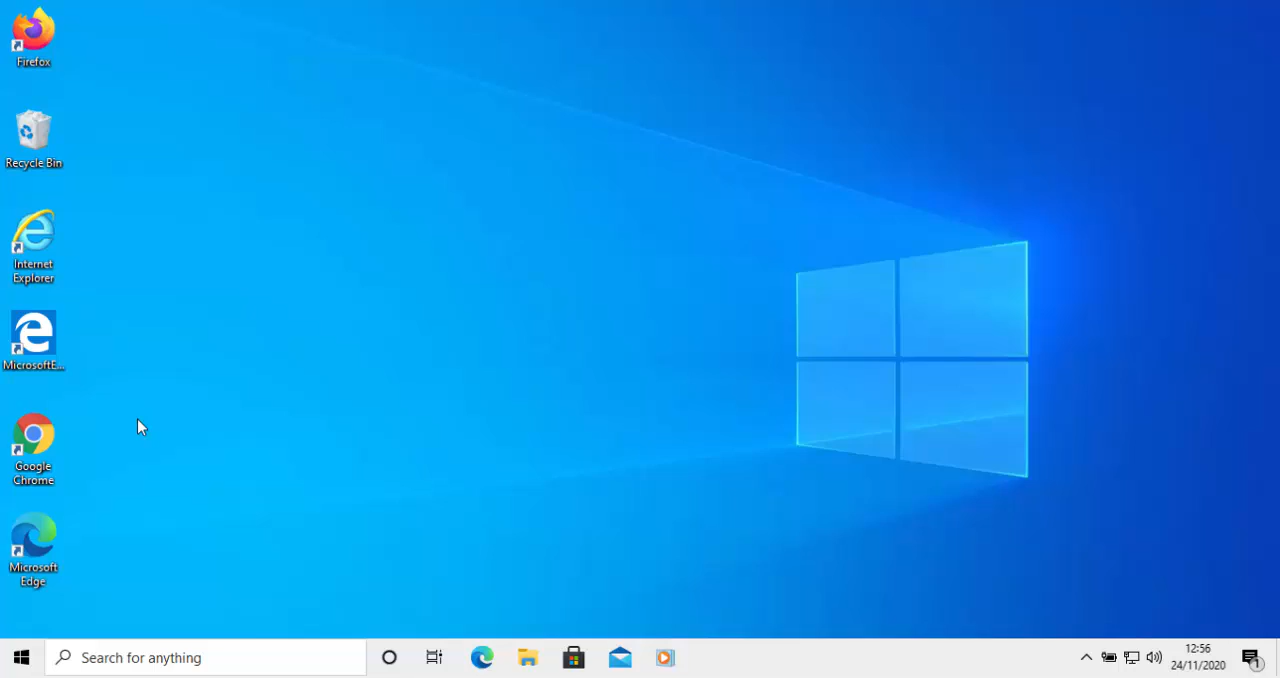 Firefox
Recycle Bin
Internet
Explorer
MicrosoftE...
Google
Chrome
Microsoft
Edge
Search for anything
12:56
24/11/2020
1